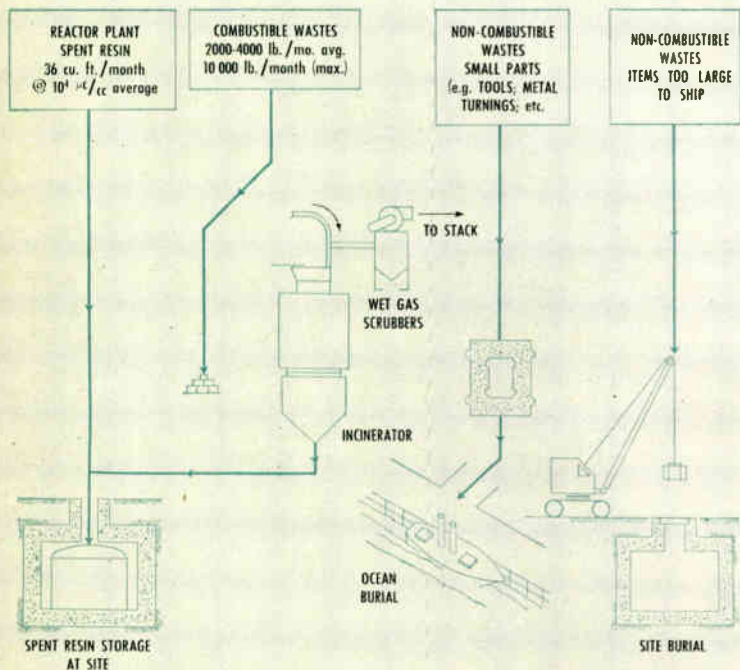 REACTOR PLANT
SPENT RESIN
36 cu. ft./month
@ 10⁴ μc/cc average
COMBUSTIBLE WASTES
2000-4000 lb./mo. avg.
10 000 lb./month (max.)
NON-COMBUSTIBLE
WASTES
SMALL PARTS
(e.g. TOOLS; METAL
TURNINGS; etc.
NON-COMBUSTIBLE
WASTES
ITEMS TOO LARGE
TO SHIP
TO STACK
WET GAS
SCRUBBERS
INCINERATOR
OCEAN
BURIAL
SPENT RESIN STORAGE
AT SITE
SITE BURIAL